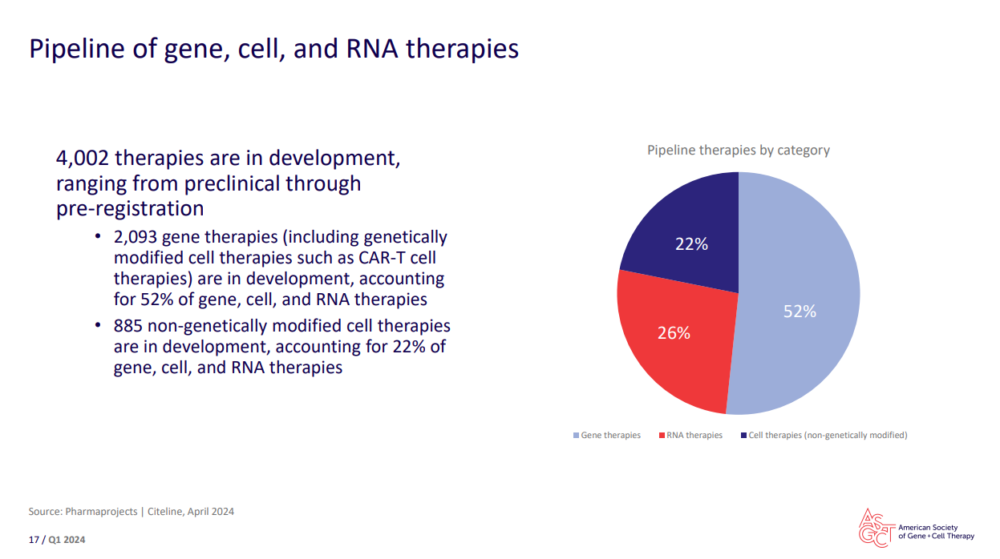 Pipeline of gene, cell, and RNA therapies
4,002 therapies are in development,
ranging from preclinical through
pre-registration
• 2,093 gene therapies (including genetically
modified cell therapies such as CAR-T cell
therapies) are in development, accounting
for 52% of gene, cell, and RNA therapies
• 885 non-genetically modified cell therapies
are in development, accounting for 22% of
gene, cell, and RNA therapies
Pipeline therapies by category
22%
52%
26%
Gene therapies
RNA therapies
Cell therapies (non-genetically modified)
Source: Pharmaprojects | Citeline, April 2024
17 / Q1 2024
ASGCT
American Society
of Gene + Cell Therapy